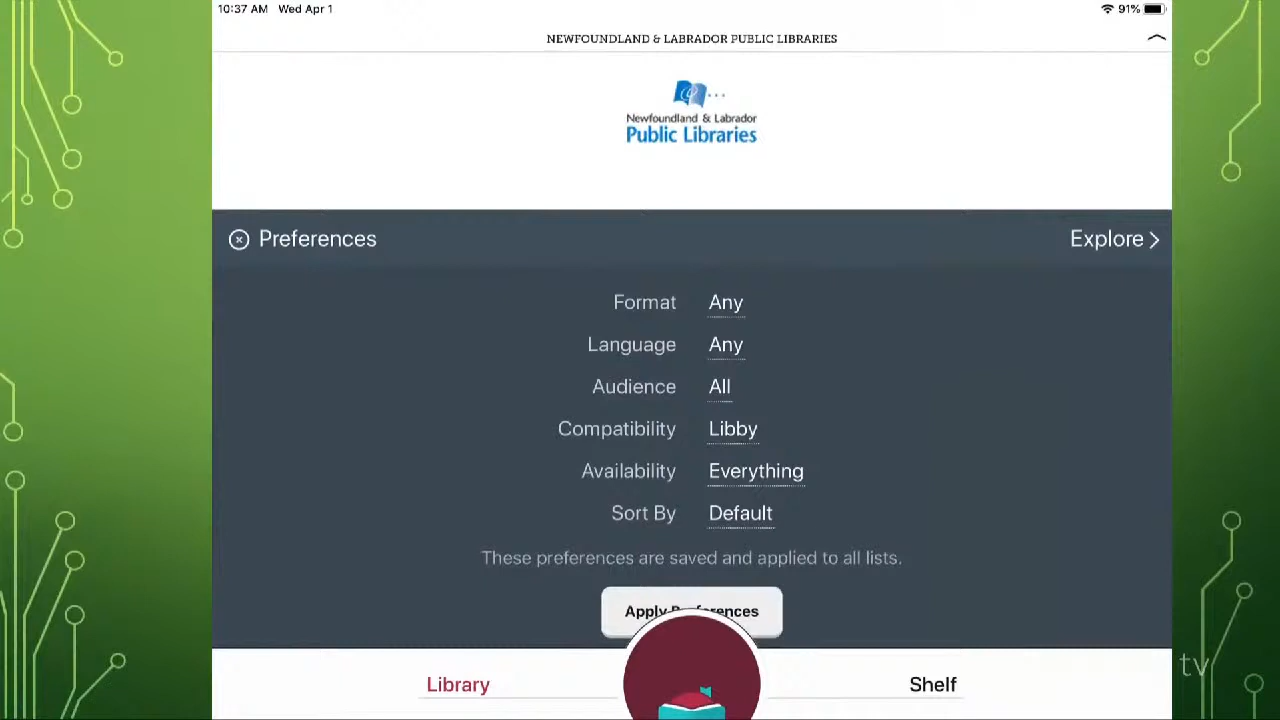 10:37 AM Wed Apr 1
91%
NEWFOUNDLAND & LABRADOR PUBLIC LIBRARIES
Newfoundland & Labrador
Public Libraries
Preferences
Explore
Format Any
Language Any
Audience All
Compatibility Libby
Availability Everything
Sort By Default
These preferences are saved and applied to all lists.
Apply Preferences
Library
Shelf
tv